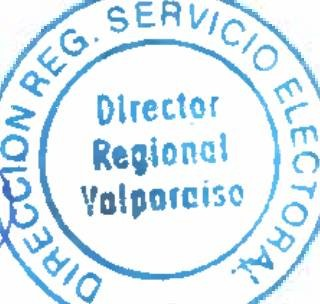 DIRECCION REG. SERVICIO ELECTORAL
Director
Regional
Valparaiso